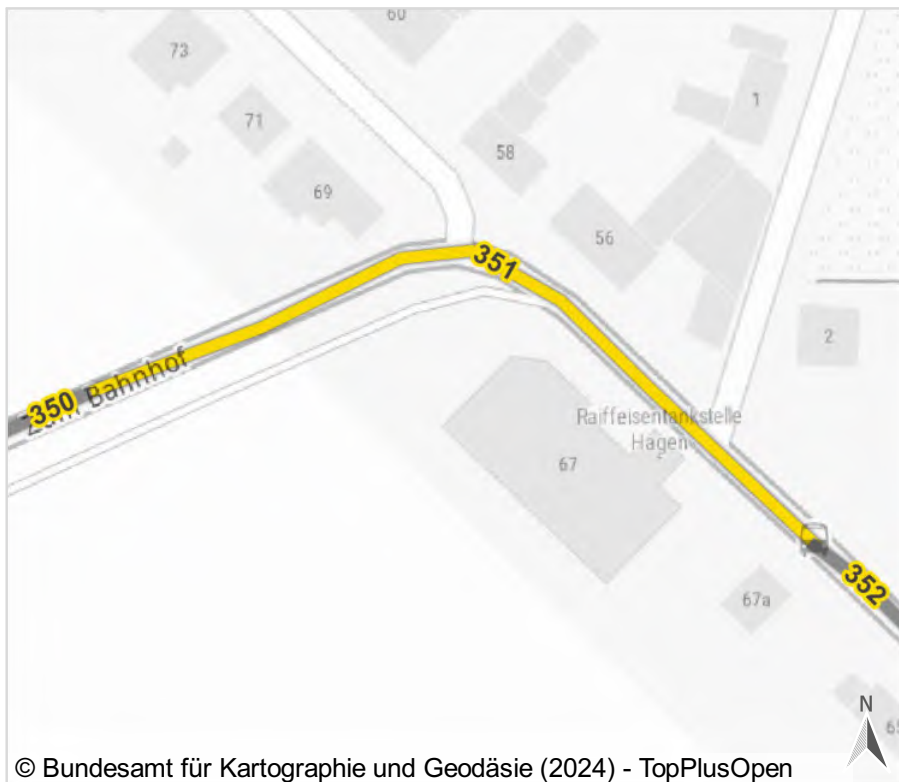 60
73
1
71
58
69
56
351
2
350
Zum Bahnhof
Raiffeisentankstelle
Hagen
67
352
67a
N
© Bundesamt für Kartographie und Geodäsie (2024) - TopPlusOpen